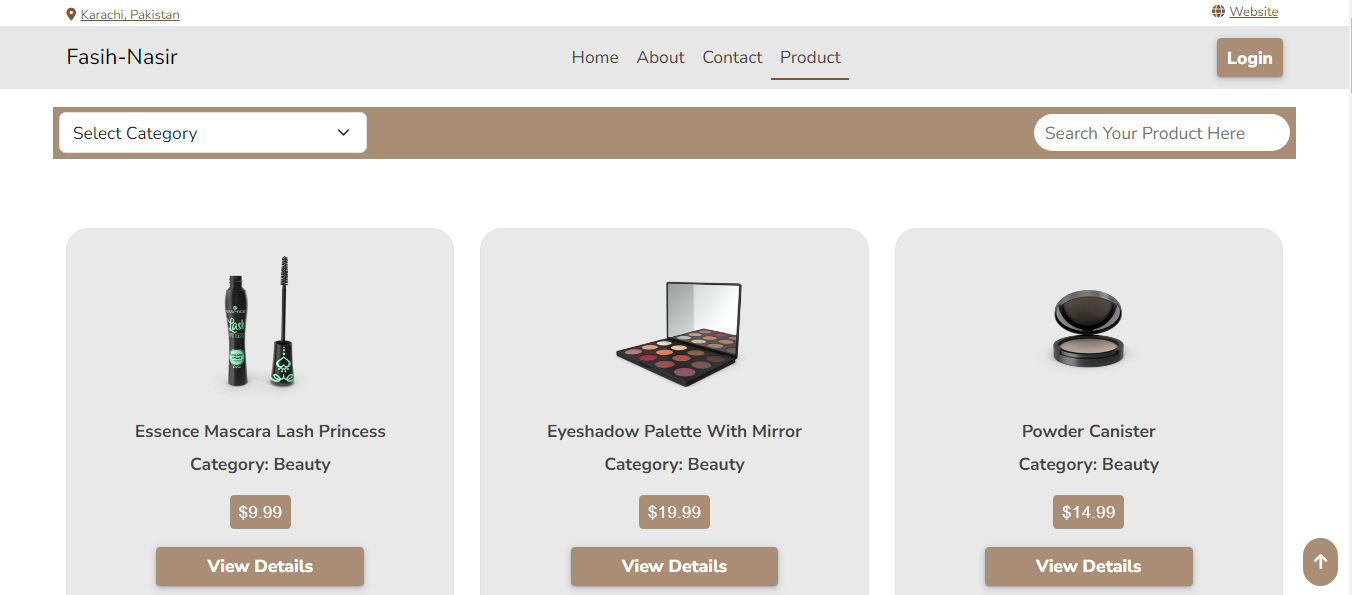 Karachi, Pakistan
Website
Fasih-Nasir
Home About Contact Product
Login
Select Category
Search Your Product Here
Essence Mascara Lash Princess
Category: Beauty
$9.99
View Details
Eyeshadow Palette With Mirror
Category: Beauty
$19.99
View Details
Powder Canister
Category: Beauty
$14.99
View Details